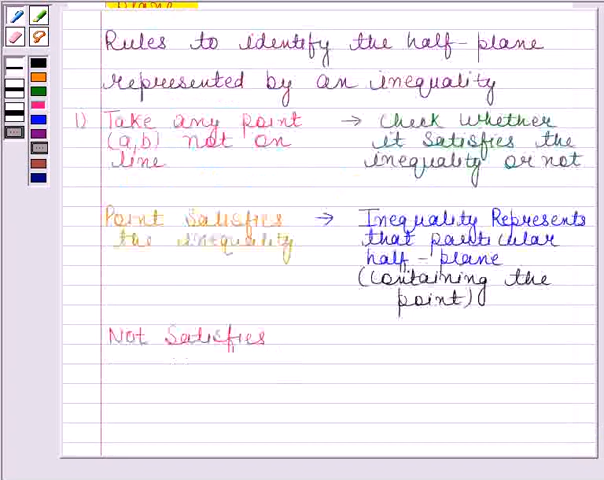 Plane
Rules to identify the half-plane
represented by an inequality
1) Take any point → Check Whether
(a,b) not on it Satisfies the
line inequality or not
Point Satisfies → Inequality Represents
the inequality that particular
half-plane
(containing the
point)
Not Satisfies